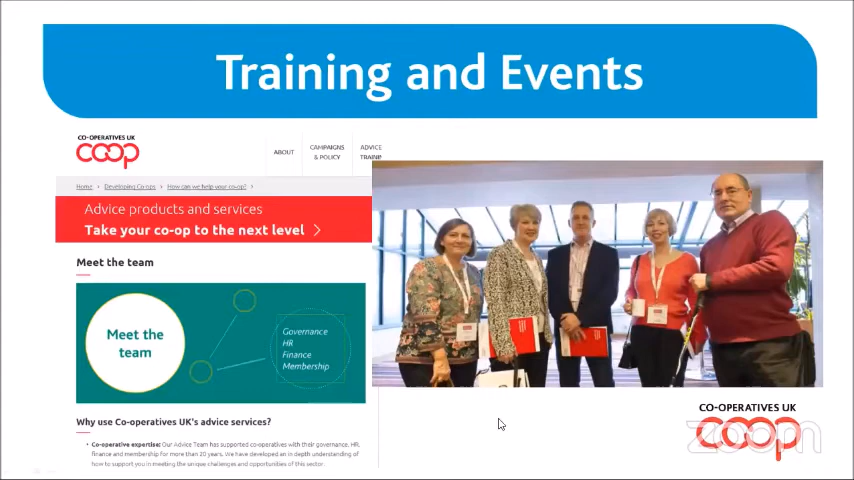 Training and Events
CO-OPERATIVES UK
coop
ABOUT
CAMPAIGNS
& POLICY
ADVICE
TRAININ
Home > Developing Co-ops > How can we help your co-op? >
Advice products and services
Take your co-op to the next level >
Meet the team
Meet the
team
Governance
HR
Finance
Membership
Why use Co-operatives UK's advice services?
• Co-operative expertise: Our Advice Team has supported co-operatives with their governance, HR,
finance and membership for more than 20 years. We have developed an in depth understanding of
how to support you in meeting the unique challenges and opportunities of this sector.
CO-OPERATIVES UK
coop
zoom